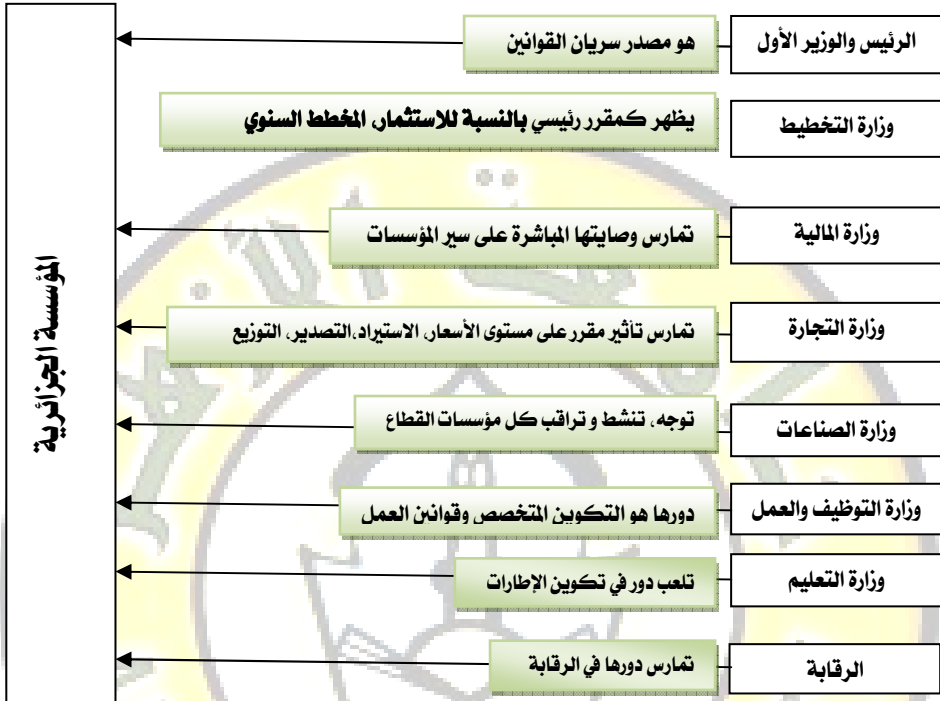 الرئيس والوزير الأول
هو مصدر سريان القوانين
وزارة التخطيط
يظهر كمقرر رئيسي بالنسبة للاستثمار، المخطط السنوي
وزارة المالية
تمارس وصايتها المباشرة على سير المؤسسات
وزارة التجارة
تمارس تأثير مقرر على مستوى الأسعار، الاستيراد،التصدير، التوزيع
وزارة الصناعات
توجه، تنشط و تراقب كل مؤسسات القطاع
وزارة التوظيف والعمل
دورها هو التكوين المتخصص وقوانين العمل
وزارة التعليم
تلعب دور في تكوين الإطارات
الرقابة
تمارس دورها في الرقابة
المؤسسة الجزائرية